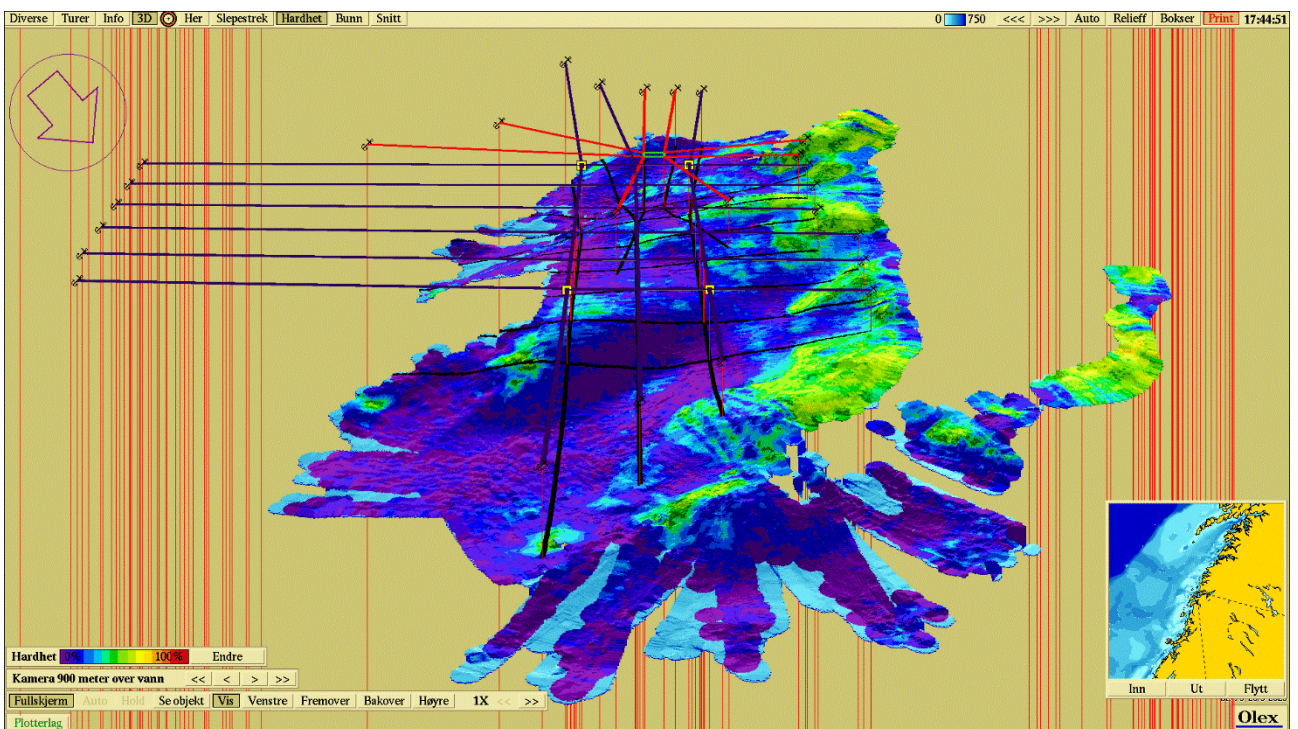 Diverse Turer Info 3D Her Slepestrek Hardhet Bunn Snitt 0 750 <<< >>> Auto Relieff Bokser Print 17:44:51
Hardhet 0% 100% Endre
Kamera 900 meter over vann << < > >>
Fullskjerm Auto Hold Se objekt Vis Venstre Fremover Bakover Høyre 1X << >>
Plotterlag
Inn Ut Flytt
Olex